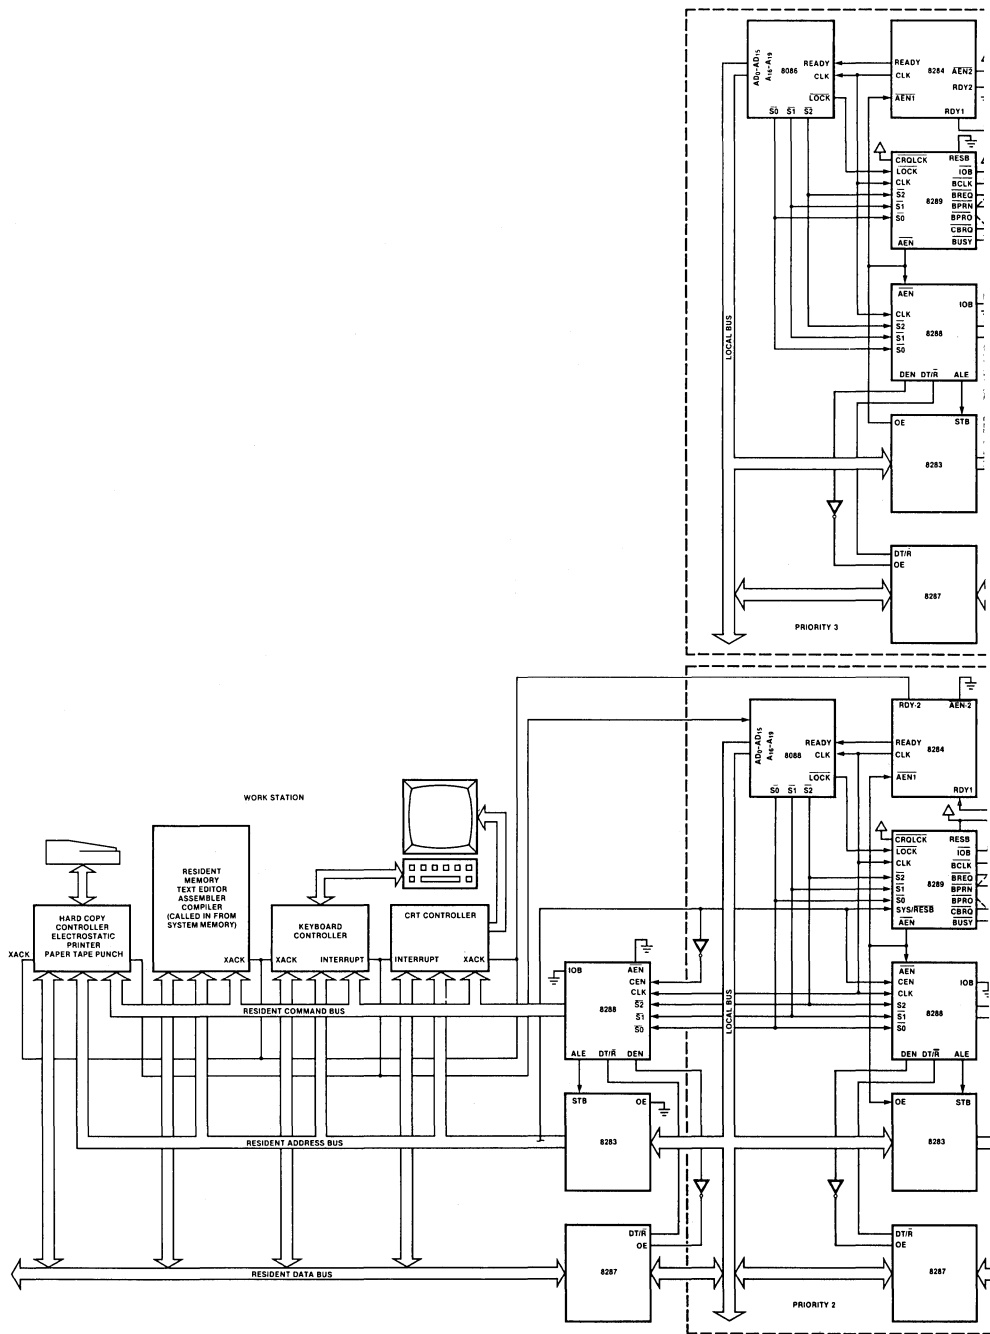 AD0-AD15
A16-A19
8086
READY
CLK
LOCK
S0 S1 S2
READY
8284
AEN2
CLK
RDY2
AEN1
RDY1
CRQLCK
RESB
LOCK
IOB
CLK
BCLK
S2
BREQ
S1
8289
BPRN
S0
BPRO
CBRQ
AEN
BUSY
AEN
IOB
CLK
S2
8288
S1
S0
DEN DT/R ALE
LOCAL BUS
OE
STB
8283
DT/R
OE
8287
PRIORITY 3
AD0-AD15
A16-A19
8088
READY
CLK
LOCK
S0 S1 S2
RDY-2
AEN-2
READY
8284
CLK
AEN1
RDY1
CRQLCK
RESB
LOCK
IOB
CLK
BCLK
S2
BREQ
S1
8289
BPRN
S0
BPRO
SYS/RESB
CBRQ
AEN
BUSY
WORK STATION
RESIDENT
MEMORY
TEXT EDITOR
ASSEMBLER
COMPILER
(CALLED IN FROM
SYSTEM MEMORY)
XACK
HARD COPY
CONTROLLER
ELECTROSTATIC
PRINTER
PAPER TAPE PUNCH
XACK
KEYBOARD
CONTROLLER
XACK
INTERRUPT
CRT CONTROLLER
INTERRUPT
XACK
RESIDENT COMMAND BUS
IOB
AEN
CEN
CLK
8288
S2
S1
S0
ALE DT/R DEN
LOCAL BUS
AEN
CEN
IOB
CLK
S2
8288
S1
S0
DEN DT/R ALE
STB
OE
8283
RESIDENT ADDRESS BUS
OE
STB
8283
DT/R
OE
8287
RESIDENT DATA BUS
DT/R
OE
8287
PRIORITY 2